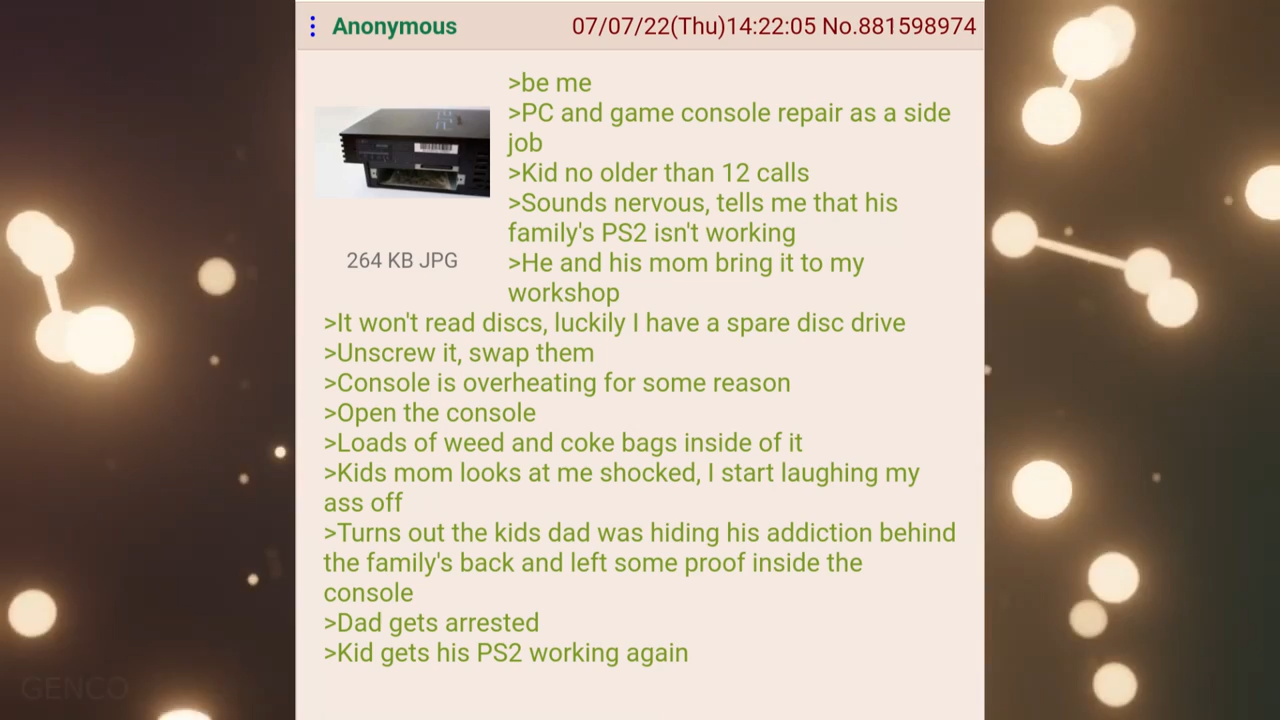 Anonymous 07/07/22(Thu)14:22:05 No.881598974
>be me
>PC and game console repair as a side
job
>Kid no older than 12 calls
>Sounds nervous, tells me that his
family's PS2 isn't working
>He and his mom bring it to my
workshop
264 KB JPG
>It won't read discs, luckily I have a spare disc drive
>Unscrew it, swap them
>Console is overheating for some reason
>Open the console
>Loads of weed and coke bags inside of it
>Kids mom looks at me shocked, I start laughing my
ass off
>Turns out the kids dad was hiding his addiction behind
the family's back and left some proof inside the
console
>Dad gets arrested
>Kid gets his PS2 working again
GENCO